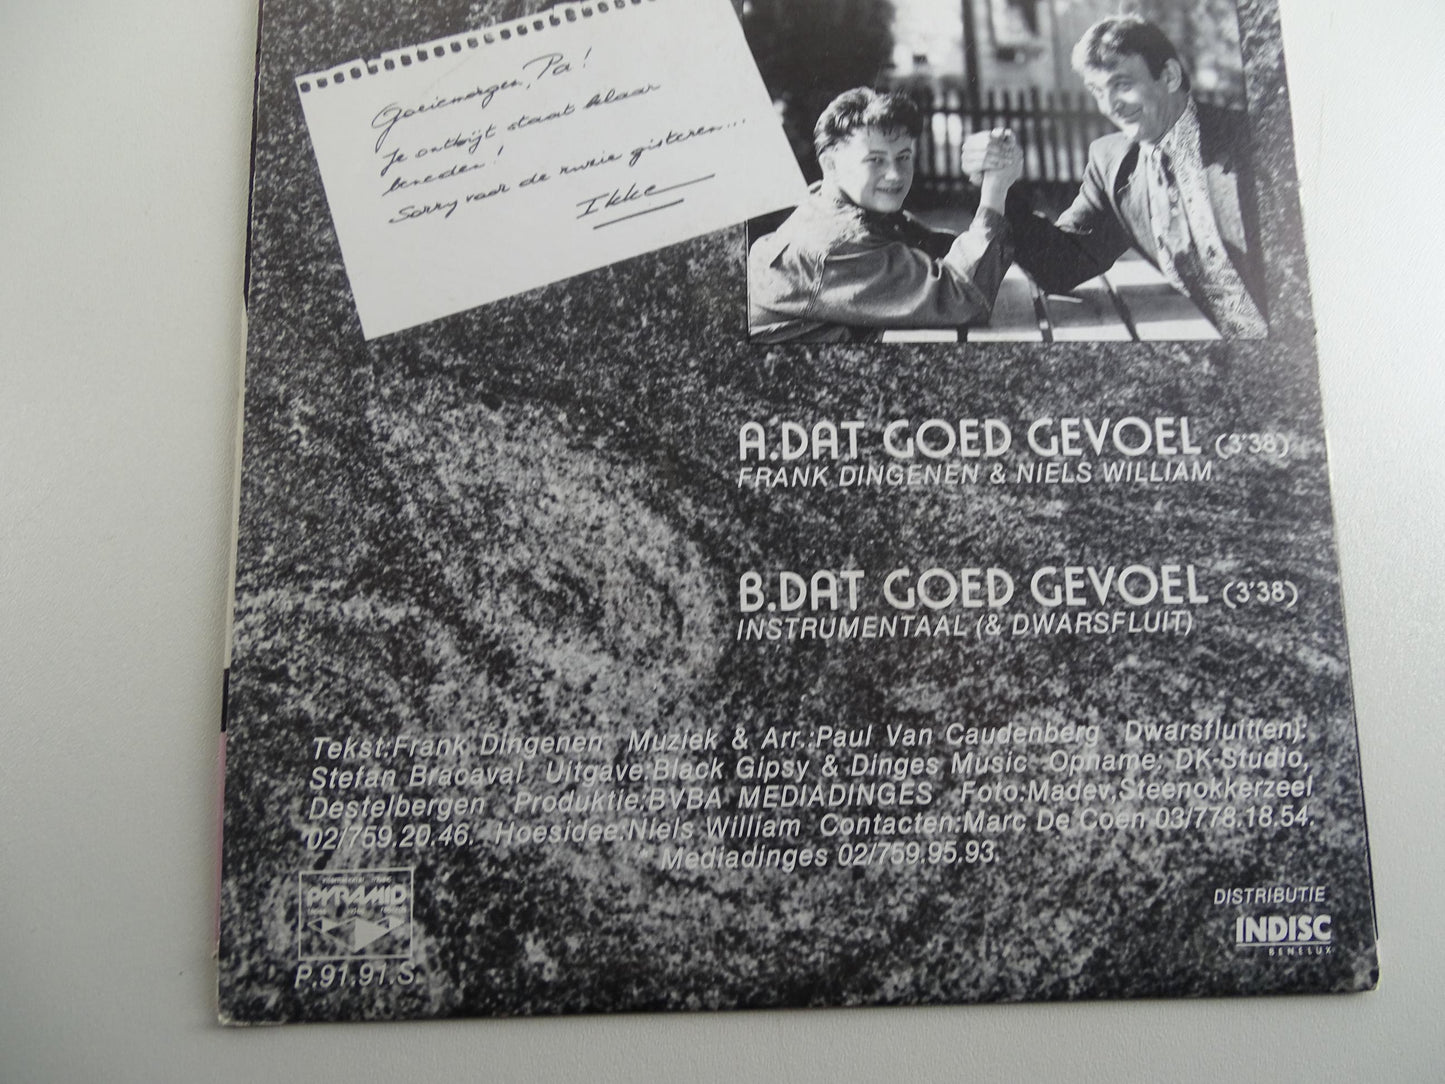 Goeiemorgen, Pa!
Je ontbijt staat klaar
beneden!
Sorry voor de ruzie gisteren...
Ikke
A.DAT GOED GEVOEL (3'38)
FRANK DINGENEN & NIELS WILLIAM
B.DAT GOED GEVOEL (3'38)
INSTRUMENTAAL (& DWARSFLUIT)
Tekst:Frank Dingenen Muziek & Arr.:Paul Van Caudenberg Dwarsfluit(en):
Stefan Bracaval Uitgave:Black Gipsy & Dinges Music Opname: DK-Studio,
Destelbergen Produktie:BVBA MEDIADINGES Foto:Madev,Steenokkerzeel
02/759.20.46. Hoesidee:Niels William Contacten:Marc De Coen 03/778.18.54.
Mediadinges 02/759.95.93.
PYRAMID
P.91.91.S.
DISTRIBUTIE
INDISC
BENELUX